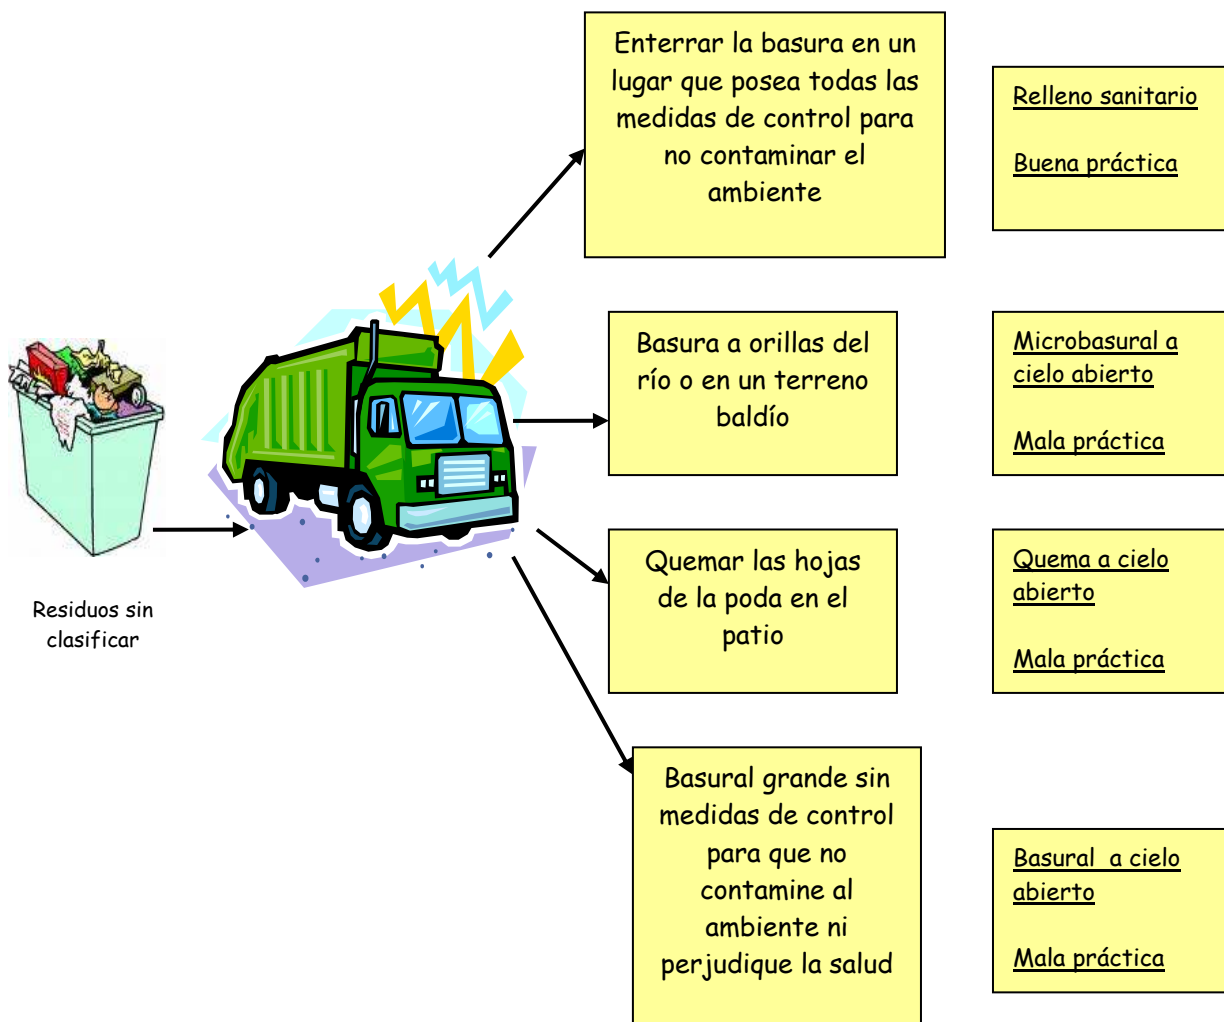 Enterrar la basura en un
lugar que posea todas las
medidas de control para
no contaminar el
ambiente
Relleno sanitario
Buena práctica
Basura a orillas del
río o en un terreno
baldío
Microbasural a
cielo abierto
Mala práctica
Residuos sin
clasificar
Quemar las hojas
de la poda en el
patio
Quema a cielo
abierto
Mala práctica
Basural grande sin
medidas de control
para que no
contamine al
ambiente ni
perjudique la salud
Basural a cielo
abierto
Mala práctica